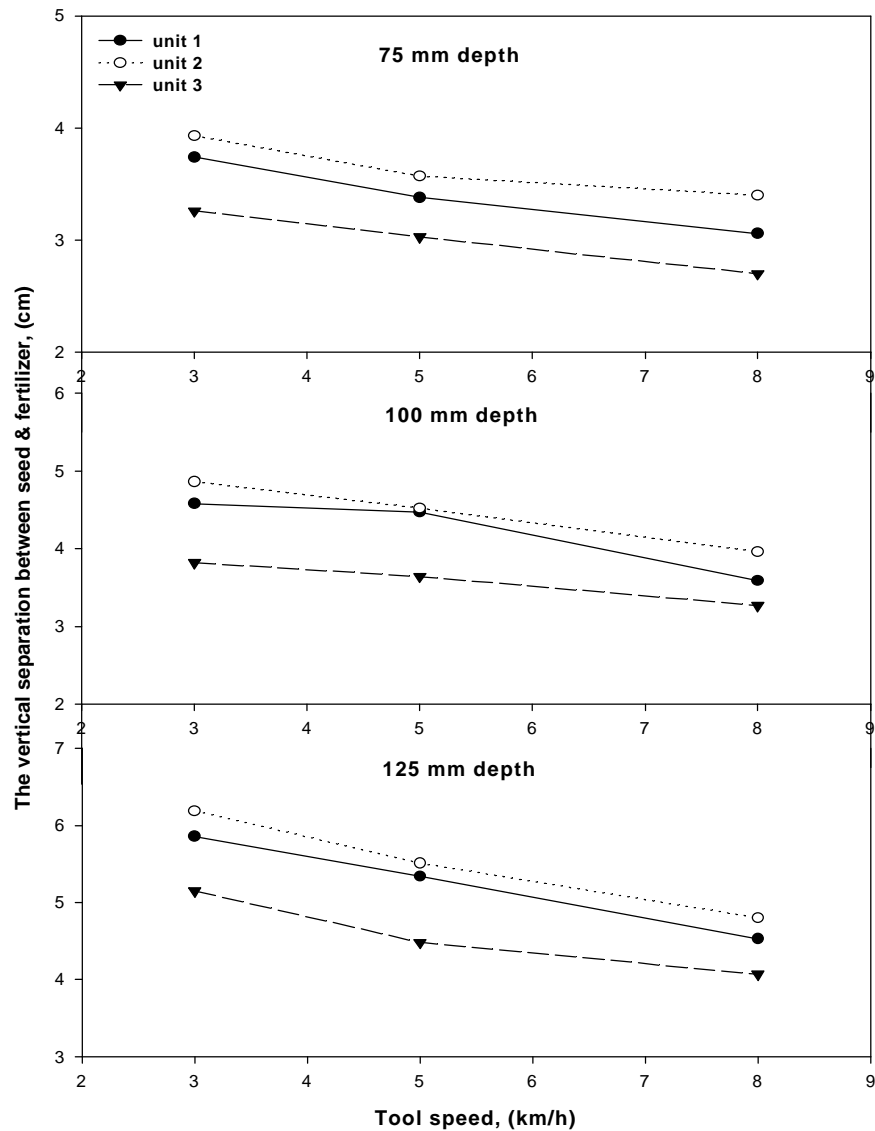 The vertical separation between seed & fertilizer, (cm)
75 mm depth
unit 1
unit 2
unit 3
5
4
3
2
2 3 4 5 6 7 8 9
100 mm depth
6
5
4
3
2
2 3 4 5 6 7 8 9
125 mm depth
7
6
5
4
3
2 3 4 5 6 7 8 9
Tool speed, (km/h)